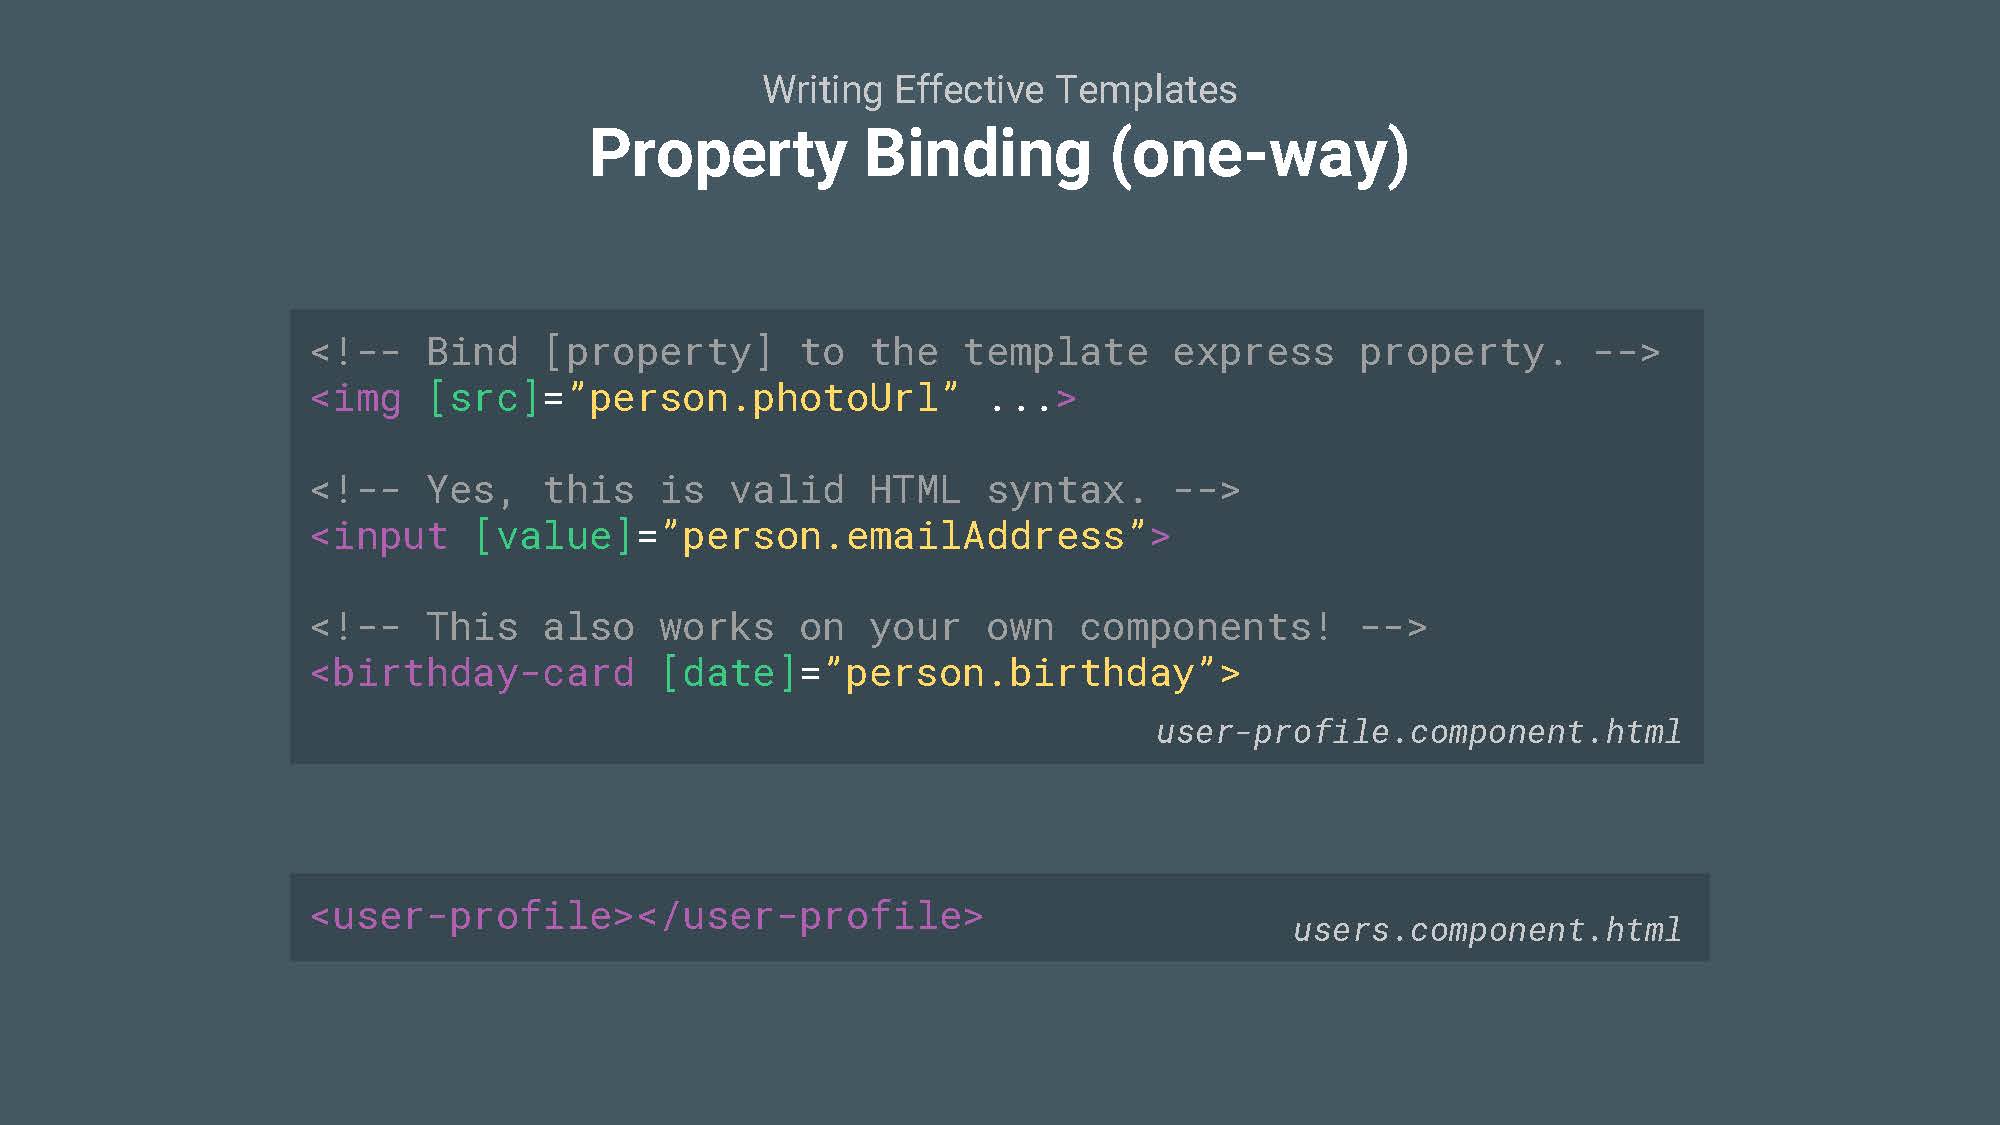 Writing Effective Templates
Property Binding (one-way)
<!-- Bind [property] to the template express property. -->
<img [src]=”person.photoUrl” ...>
<!-- Yes, this is valid HTML syntax. -->
<input [value]=”person.emailAddress”>
<!-- This also works on your own components! -->
<birthday-card [date]=”person.birthday”>
user-profile.component.html
<user-profile></user-profile>
users.component.html